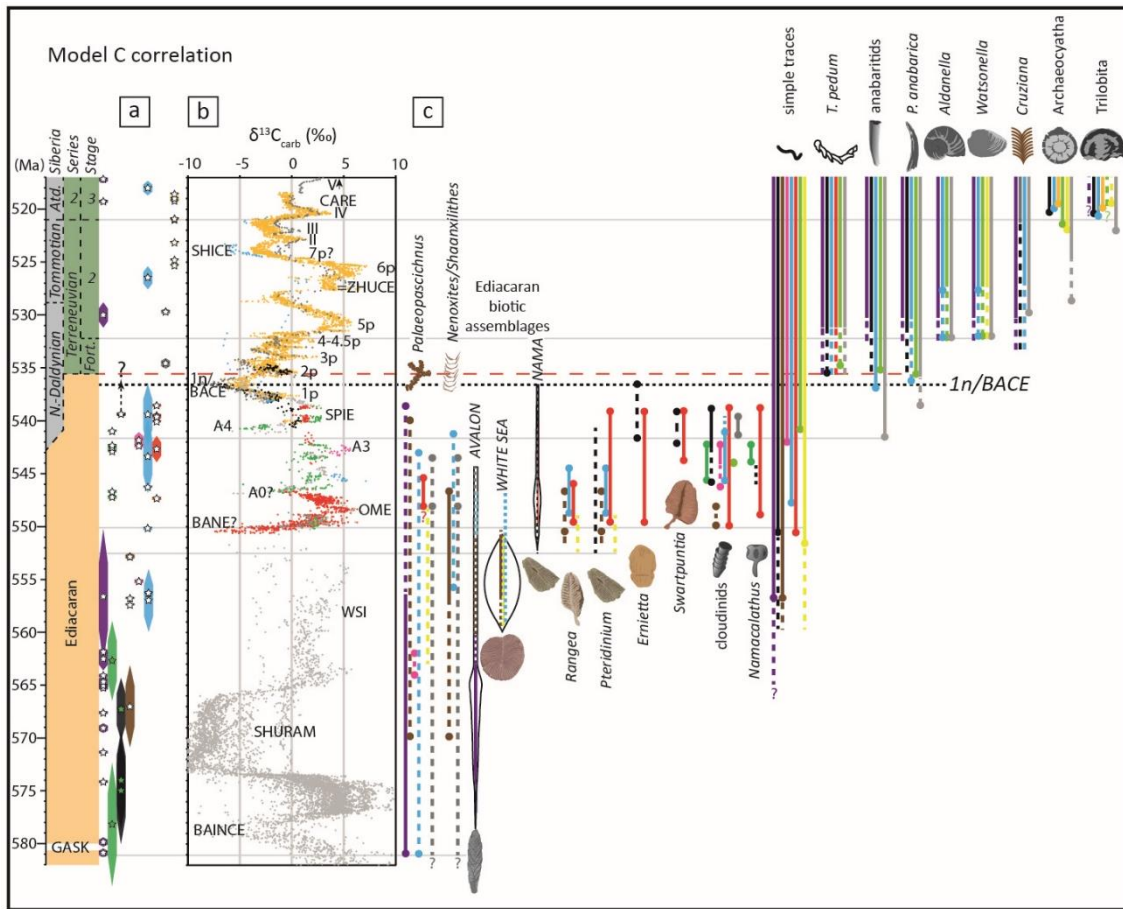 Model C correlation
a
b
c
(Ma)
Siberia
Series
Stage
δ13Ccarb (‰)
-10
-5
0
5
10
Atd.
Tommotian
N.-Daldynian
Terreneuvian
2
3
2
Fort.
Ediacaran
GASK
520
525
530
535
540
545
550
555
560
565
570
575
580
?
V
CARE
IV
III
II
SHICE
7p?
6p
=ZHUCE
5p
4-4.5p
3p
2p
1n/
BACE
1p
SPIE
A4
A3
A0?
OME
BANE?
WSI
SHURAM
BAINCE
Palaeopascichnus
Nenoxites/Shaanxilithes
Ediacaran
biotic
assemblages
AVALON
WHITE SEA
NAMA
Rangea
Pteridinium
Ernietta
Swartpuntia
cloudinids
Namacalathus
simple traces
T. pedum
anabaritids
P. anabarica
Aldanella
Watsonella
Cruziana
Archaeocyatha
Trilobita
1n/BACE
?
?
?
?
?
?